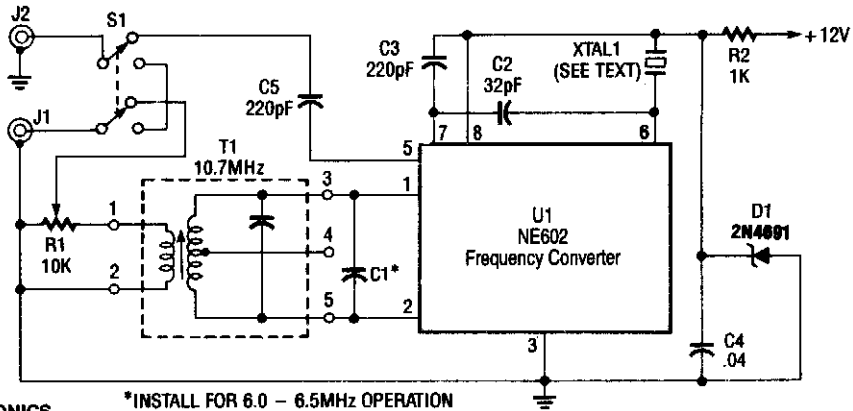 J2
S1
J1
R1
10K
1
2
T1
10.7MHz
3
4
5
C5
220pF
C1*
C3
220pF
C2
32pF
XTAL1
(SEE TEXT)
R2
1K
+ 12V
7
8
6
5
1
2
3
U1
NE602
Frequency Converter
D1
2N4691
C4
.04
*INSTALL FOR 6.0 – 6.5MHz OPERATION